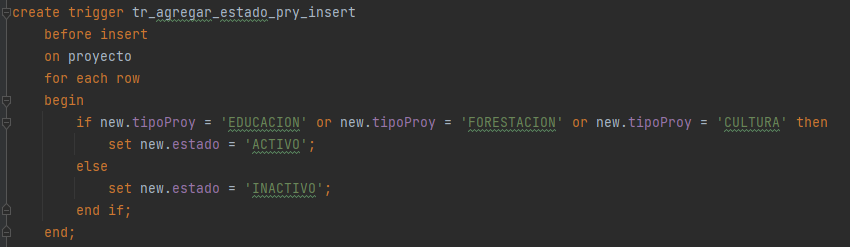 create trigger tr_agregar_estado_pry_insert
before insert
on proyecto
for each row
begin
if new.tipoProy = 'EDUCACION' or new.tipoProy = 'FORESTACION' or new.tipoProy = 'CULTURA' then
set new.estado = 'ACTIVO';
else
set new.estado = 'INACTIVO';
end if;
end;